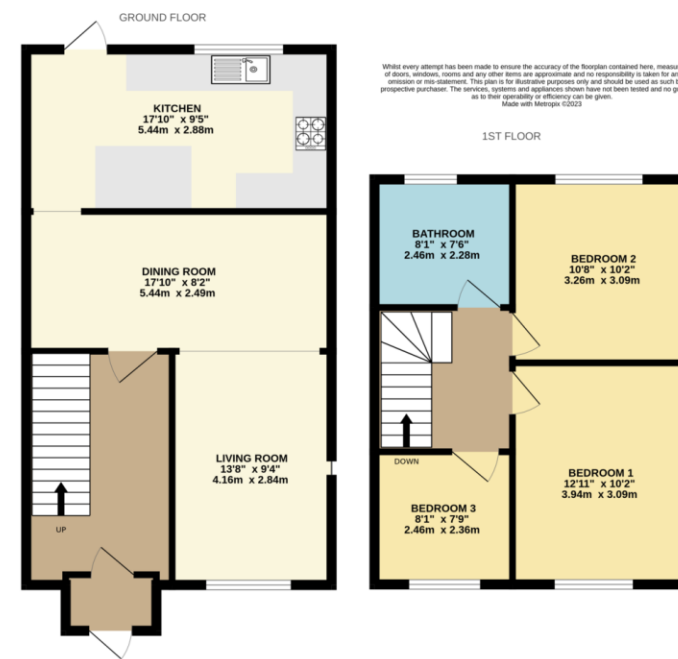 GROUND FLOOR
KITCHEN
17'10" x 9'5"
5.44m x 2.88m
DINING ROOM
17'10" x 8'2"
5.44m x 2.49m
LIVING ROOM
13'8" x 9'4"
4.16m x 2.84m
UP
Whilst every attempt has been made to ensure the accuracy of the floorplan contained here,
of doors, windows, rooms and any other items are approximate and no responsibility is taken for
omission or mis-statement. This plan is for illustrative purposes only and should be used as such
prospective purchaser. The services, systems and appliances shown have not been tested and no
as to their operability or efficiency can be given.
Made with Metropix ©2023
1ST FLOOR
BATHROOM
8'1" x 7'6"
2.46m x 2.28m
BEDROOM 2
10'8" x 10'2"
3.26m x 3.09m
DOWN
BEDROOM 1
12'11" x 10'2"
3.94m x 3.09m
BEDROOM 3
8'1" x 7'9"
2.46m x 2.36m